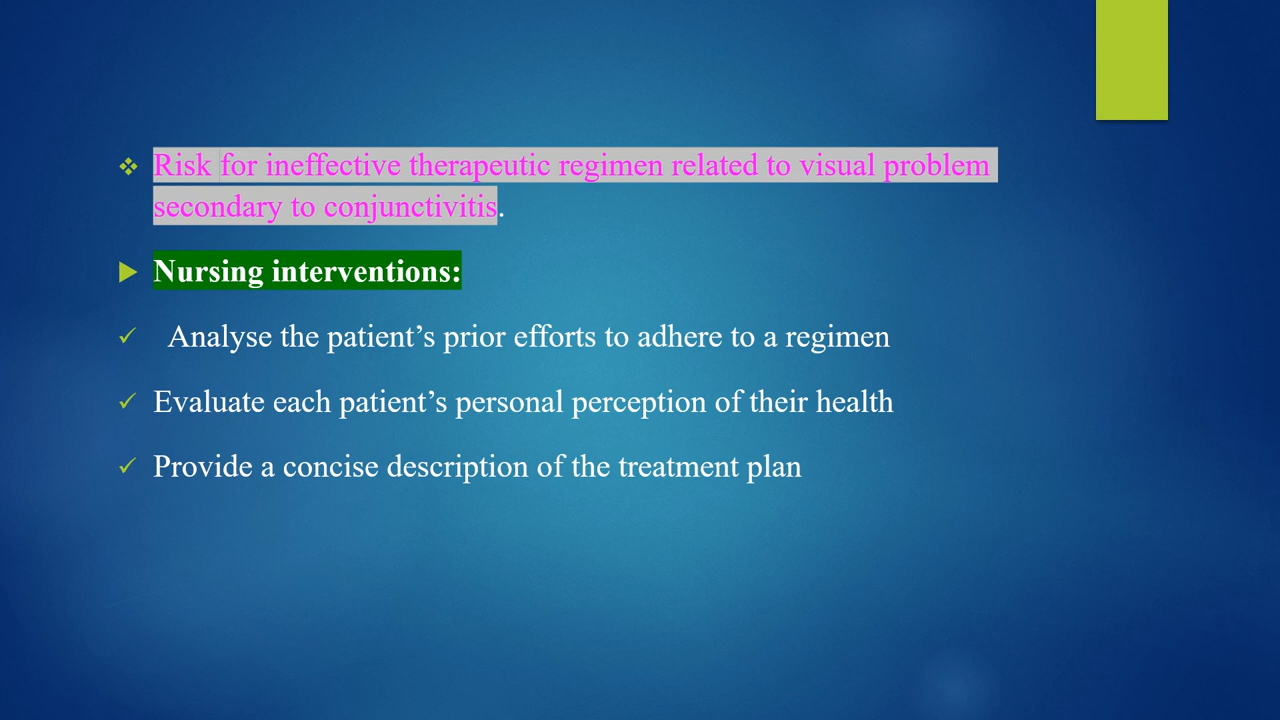 Risk for ineffective therapeutic regimen related to visual problem
secondary to conjunctivitis.
Nursing interventions:
Analyse the patient’s prior efforts to adhere to a regimen
Evaluate each patient’s personal perception of their health
Provide a concise description of the treatment plan